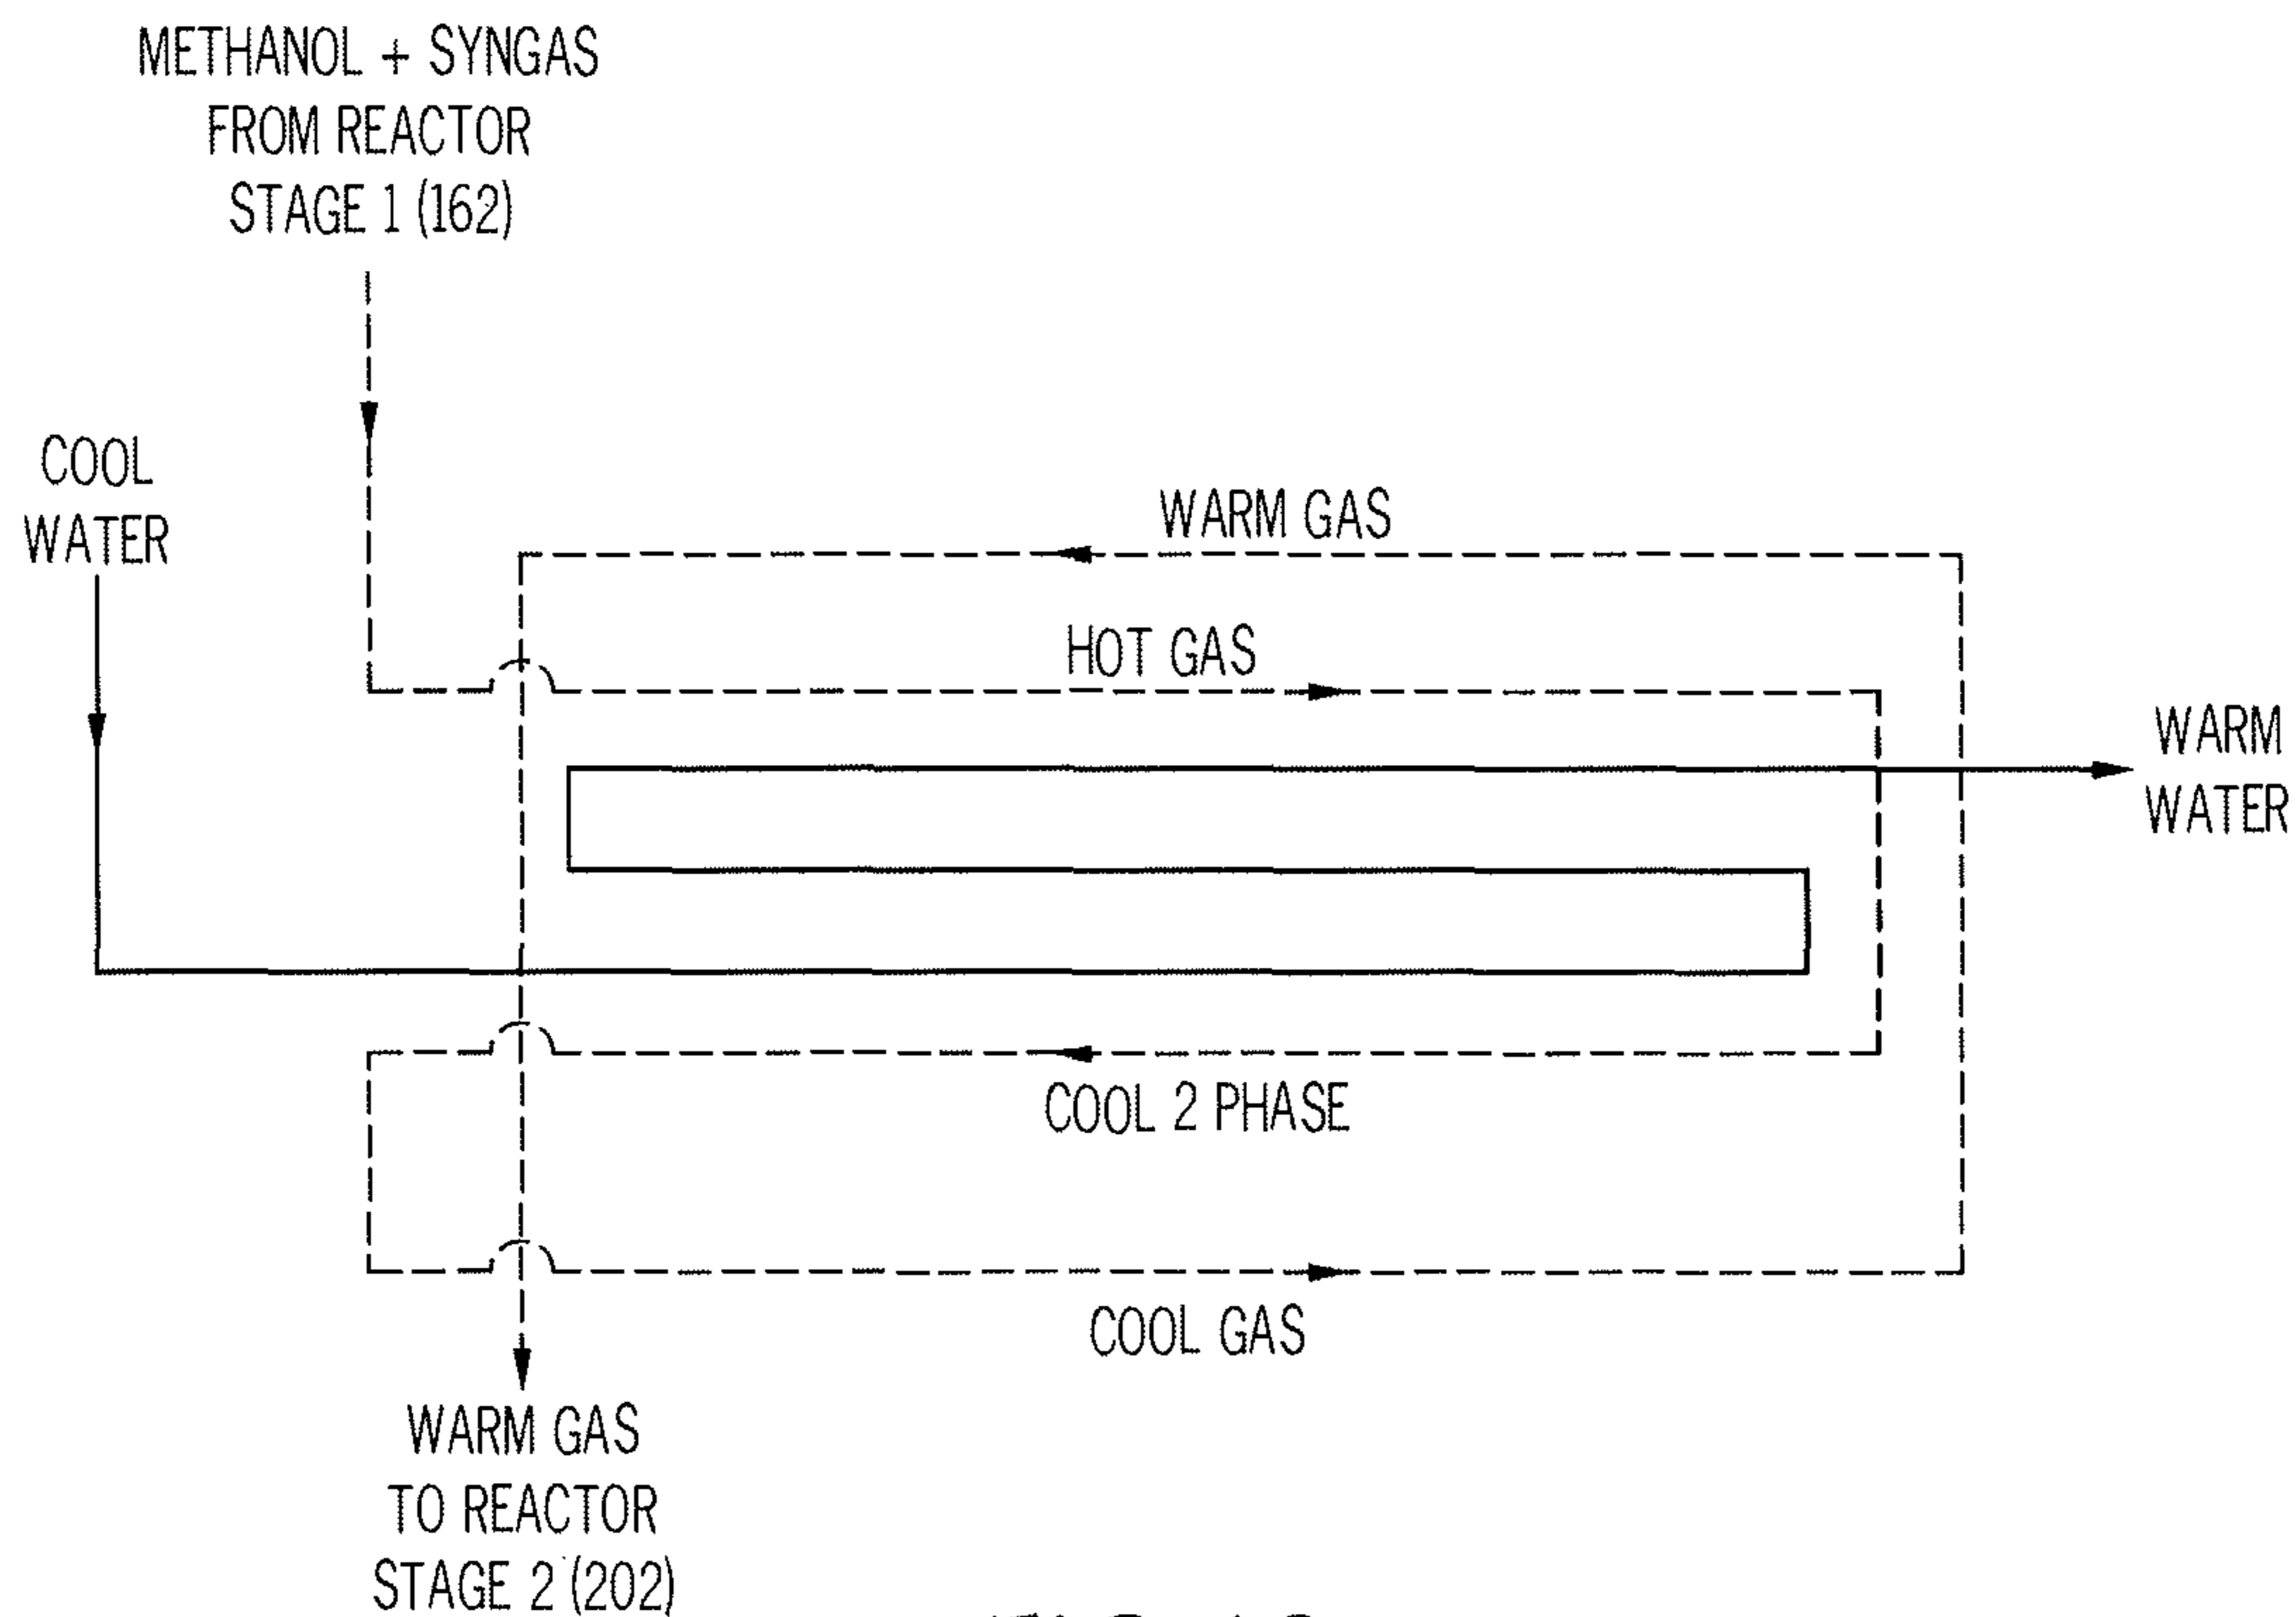 METHANOL + SYNGAS
FROM REACTOR
STAGE 1 (162)
COOL
WATER
WARM GAS
HOT GAS
WARM
WATER
COOL 2 PHASE
COOL GAS
WARM GAS
TO REACTOR
STAGE 2 (202)